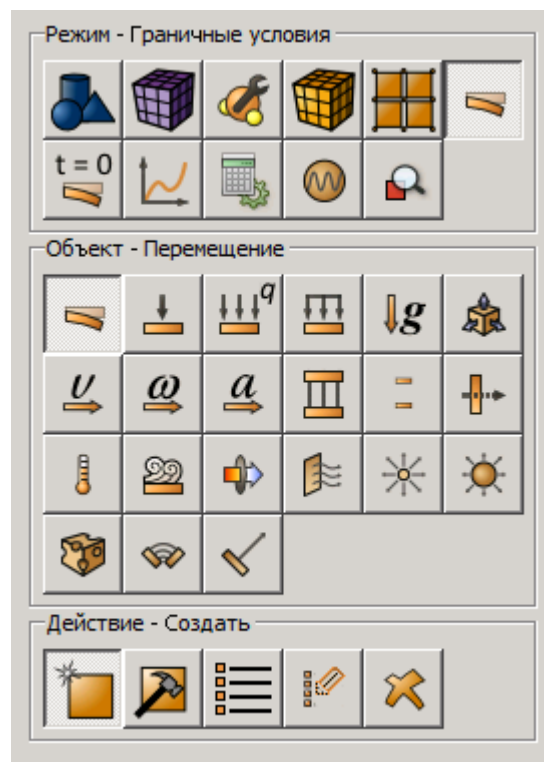 Режим - Граничные условия
t = 0
Объект - Перемещение
q
g
υ ω a
Действие - Создать